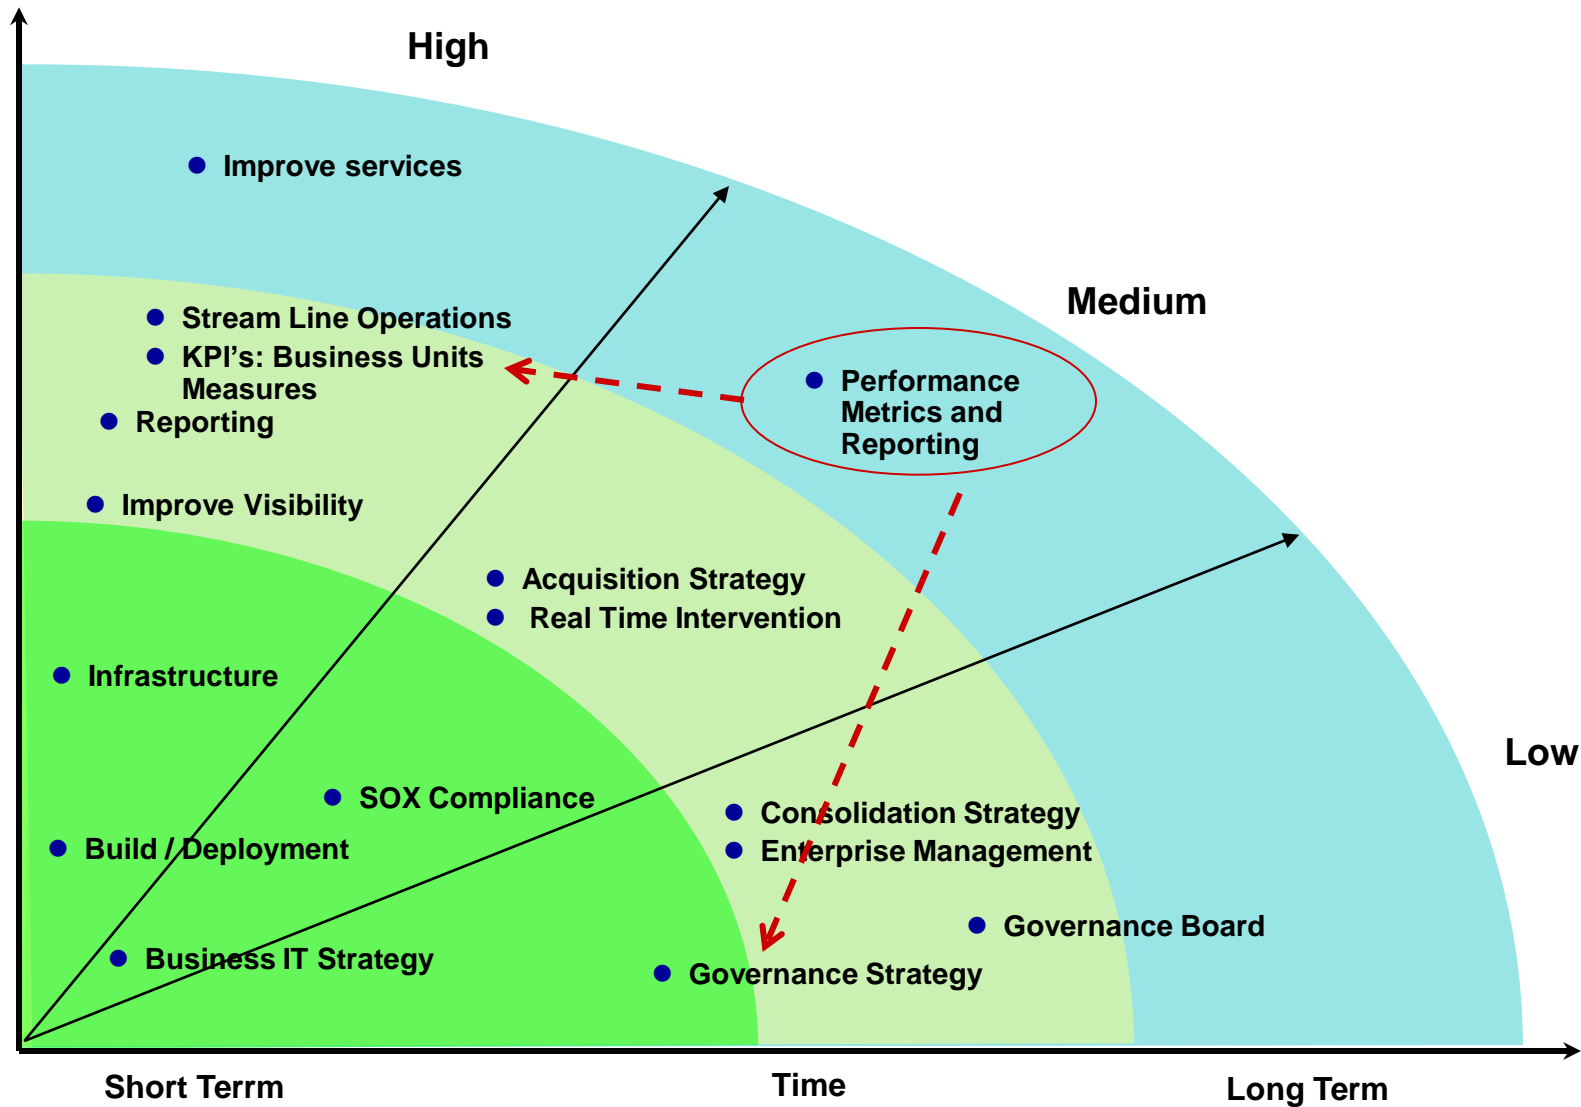 High
Improve services
Medium
Stream Line Operations
KPI's: Business Units
Measures
Reporting
Performance
Metrics and
Reporting
Improve Visibility
Acquisition Strategy
Real Time Intervention
Infrastructure
Low
SOX Compliance
Consolidation Strategy
Build / Deployment
Enterprise Management
Governance Board
Business IT Strategy
Governance Strategy
Short Terrm
Time
Long Term